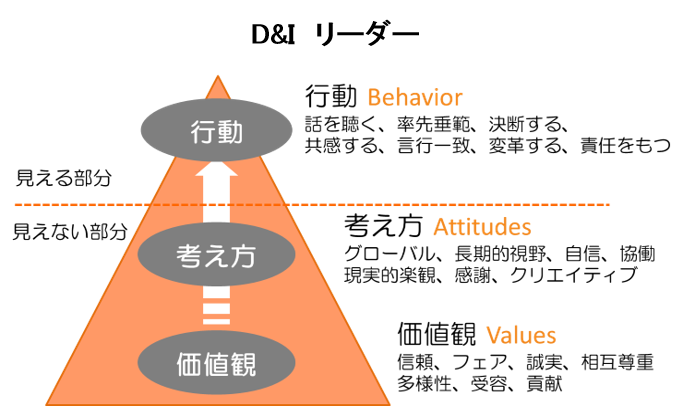 D&I リーダー
行動 Behavior
話を聴く、率先垂範、決断する、
共感する、言行一致、変革する、責任をもつ
行動
見える部分
見えない部分
考え方 Attitudes
グローバル、長期的視野、自信、協働
現実的楽観、感謝、クリエイティブ
考え方
価値観 Values
信頼、フェア、誠実、相互尊重
多様性、受容、貢献
価値観